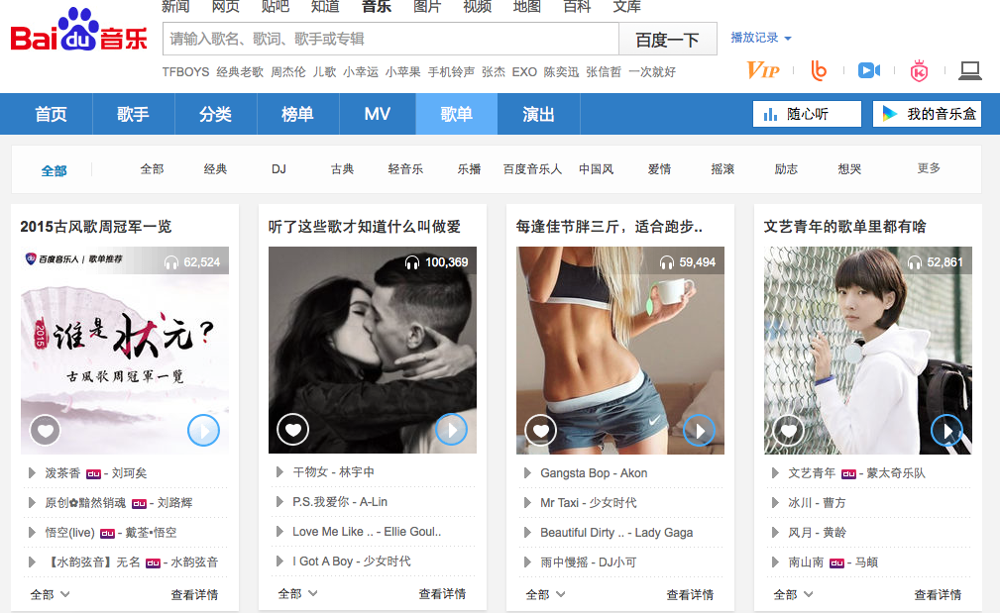 新闻 网页 贴吧 知道 音乐 图片 视频 地图 百科 文库
Bai du 音乐
请输入歌名、歌词、歌手或专辑 百度一下 播放记录
TFBOYS 经典老歌 周杰伦 儿歌 小幸运 小苹果 手机铃声 张杰 EXO 陈奕迅 张信哲 一次就好
VIP
K
首页 歌手 分类 榜单 MV 歌单 演出 随心听 我的音乐盒
全部 全部 经典 DJ 古典 轻音乐 乐播 百度音乐人 中国风 爱情 摇滚 励志 想哭 更多
2015古风歌周冠军一览
du 百度音乐人 | 歌单推荐 62,524
2015 谁是状元?
古風歌周冠軍一覽
泼茶香 du - 刘珂矣
原创✿黯然销魂 du - 刘路辉
悟空(live) du - 戴荃•悟空
【水韵弦音】无名 du - 水韵弦音
全部 查看详情
听了这些歌才知道什么叫做爱
100,369
干物女 - 林宇中
P.S.我爱你 - A-Lin
Love Me Like .. - Ellie Goul..
I Got A Boy - 少女时代
全部 查看详情
每逢佳节胖三斤，适合跑步..
59,494
Gangsta Bop - Akon
Mr Taxi - 少女时代
Beautiful Dirty .. - Lady Gaga
雨中慢摇 - DJ小可
全部 查看详情
文艺青年的歌单里都有啥
52,861
文艺青年 du - 蒙太奇乐队
冰川 - 曹方
风月 - 黄龄
南山南 du - 马頔
全部 查看详情